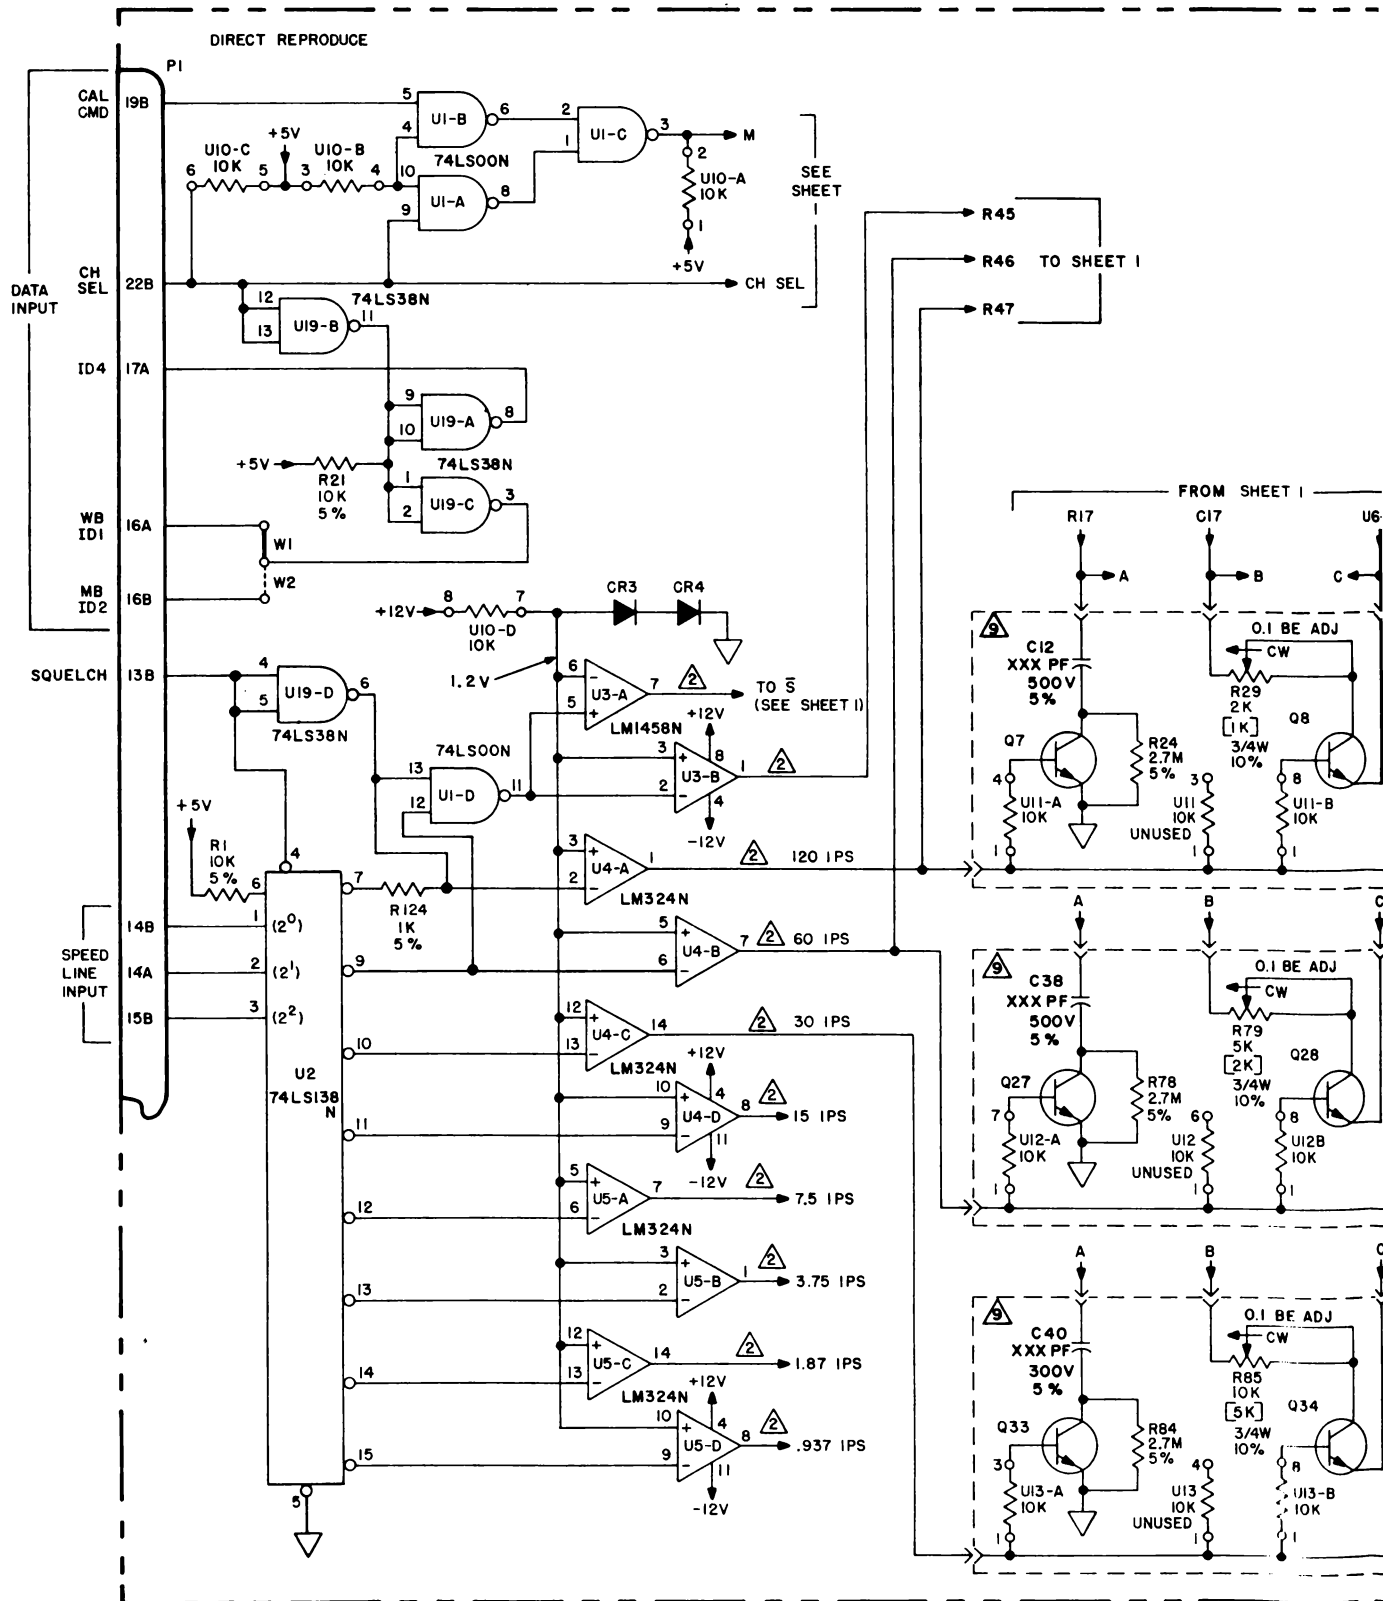 DIRECT REPRODUCE
P1
CAL CMD
19B
5
4
U1-B
6
2
1
U1-C
3
M
+5V
U10-C
10K
U10-B
10K
74LS00N
6
5
3
4
10
9
U1-A
8
2
U10-A
10K
1
+5V
SEE SHEET 1
CH SEL
22B
CH SEL
DATA INPUT
12
13
74LS38N
U19-B
11
ID4
17A
9
10
U19-A
8
74LS38N
+5V
R21
10K
5%
1
2
U19-C
3
WB ID1
16A
W1
W2
MB ID2
16B
R45
R46
R47
TO SHEET 1
+12V
8
7
U10-D
10K
CR3
CR4
1.2V
SQUELCH
13B
4
5
U19-D
6
74LS38N
6
5
U3-A
7
2
TO S̅
(SEE SHEET 1)
LM1458N
+12V
3
2
U3-B
8
1
4
2
-12V
74LS00N
13
12
U1-D
11
+5V
R1
10K
5%
4
6
7
R124
1K
5%
3
2
U4-A
1
2
120 IPS
LM324N
SPEED LINE INPUT
14B
14A
15B
1
2
3
(2⁰)
(2¹)
(2²)
9
5
6
U4-B
7
2
60 IPS
10
12
13
U4-C
14
2
30 IPS
LM324N
U2
74LS138N
+12V
11
10
9
U4-D
4
8
11
2
15 IPS
-12V
12
5
6
U5-A
7
2
7.5 IPS
LM324N
13
3
2
U5-B
1
2
3.75 IPS
14
12
13
U5-C
14
2
1.87 IPS
LM324N
+12V
15
10
9
U5-D
4
8
11
2
.937 IPS
-12V
5
FROM SHEET 1
R17
C17
U6-
A
B
C
9
C12
XXX PF
500V
5%
0.1 BE ADJ
CW
R29
2K
[1K]
3/4W
10%
Q7
Q8
R24
2.7M
5%
4
U11-A
10K
1
3
U11
10K
UNUSED
1
8
U11-B
10K
1
A
B
C
9
C38
XXX PF
500V
5%
0.1 BE ADJ
CW
R79
5K
[2K]
3/4W
10%
Q27
Q28
R78
2.7M
5%
7
U12-A
10K
1
6
U12
10K
UNUSED
1
8
U12B
10K
1
A
B
C
9
C40
XXX PF
300V
5%
0.1 BE ADJ
CW
R85
10K
[5K]
3/4W
10%
Q33
Q34
R84
2.7M
5%
3
U13-A
10K
1
4
U13
10K
UNUSED
1
8
U13-B
10K
1